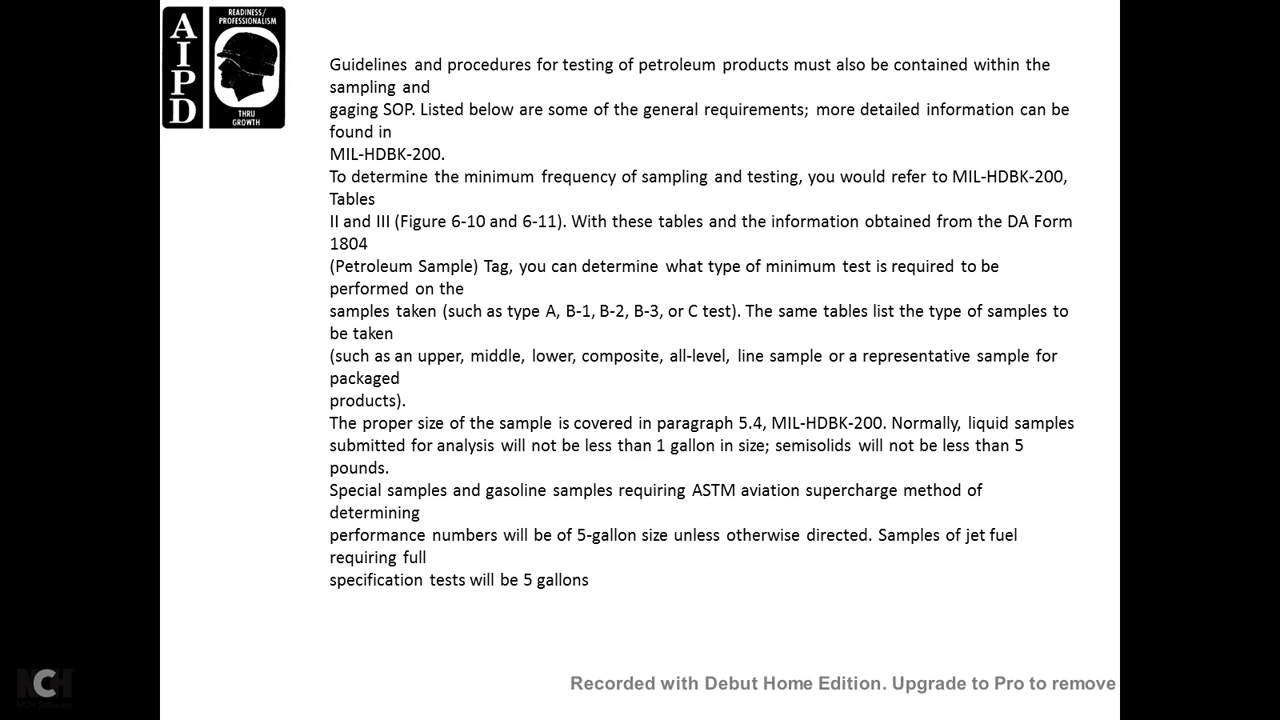 A
I
P
D
READINESS/
PROFESSIONALISM
THRU
GROWTH
Guidelines and procedures for testing of petroleum products must also be contained within the
sampling and
gaging SOP. Listed below are some of the general requirements; more detailed information can be
found in
MIL-HDBK-200.
To determine the minimum frequency of sampling and testing, you would refer to MIL-HDBK-200,
Tables
II and III (Figure 6-10 and 6-11). With these tables and the information obtained from the DA Form
1804
(Petroleum Sample) Tag, you can determine what type of minimum test is required to be
performed on the
samples taken (such as type A, B-1, B-2, B-3, or C test). The same tables list the type of samples to
be taken
(such as an upper, middle, lower, composite, all-level, line sample or a representative sample for
packaged
products).
The proper size of the sample is covered in paragraph 5.4, MIL-HDBK-200. Normally, liquid samples
submitted for analysis will not be less than 1 gallon in size; semisolids will not be less than 5
pounds.
Special samples and gasoline samples requiring ASTM aviation supercharge method of
determining
performance numbers will be of 5-gallon size unless otherwise directed. Samples of jet fuel
requiring full
specification tests will be 5 gallons
NCH
Recorded with Debut Home Edition. Upgrade to Pro to remove